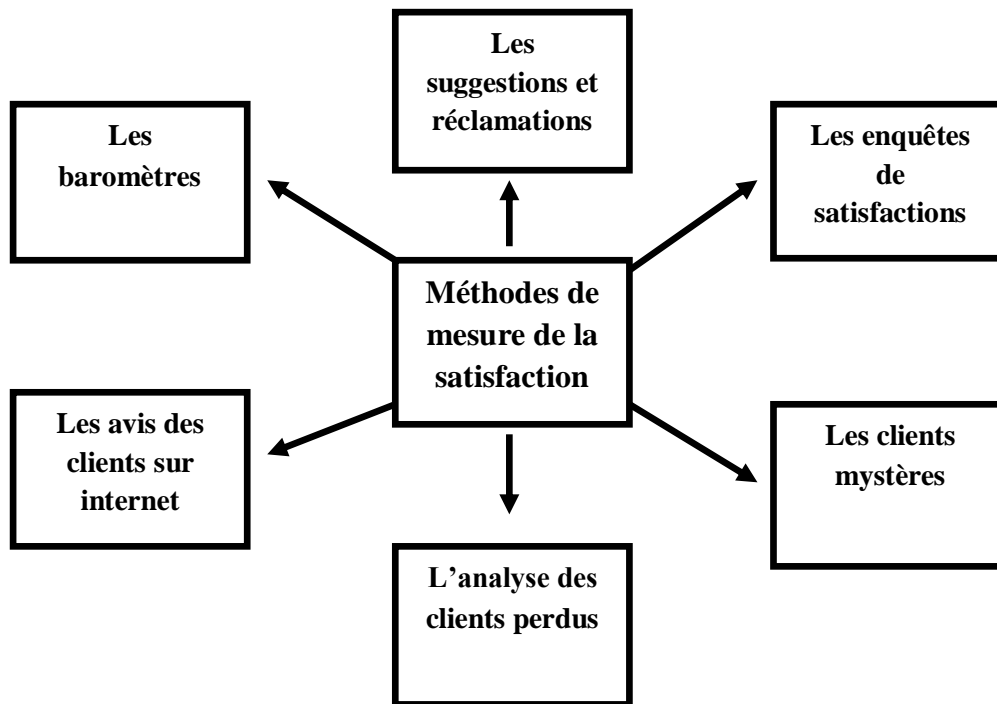 Les
suggestions et
réclamations
Les
baromètres
Les enquêtes
de
satisfactions
Méthodes de
mesure de la
satisfaction
Les avis des
clients sur
internet
Les clients
mystères
L’analyse des
clients perdus